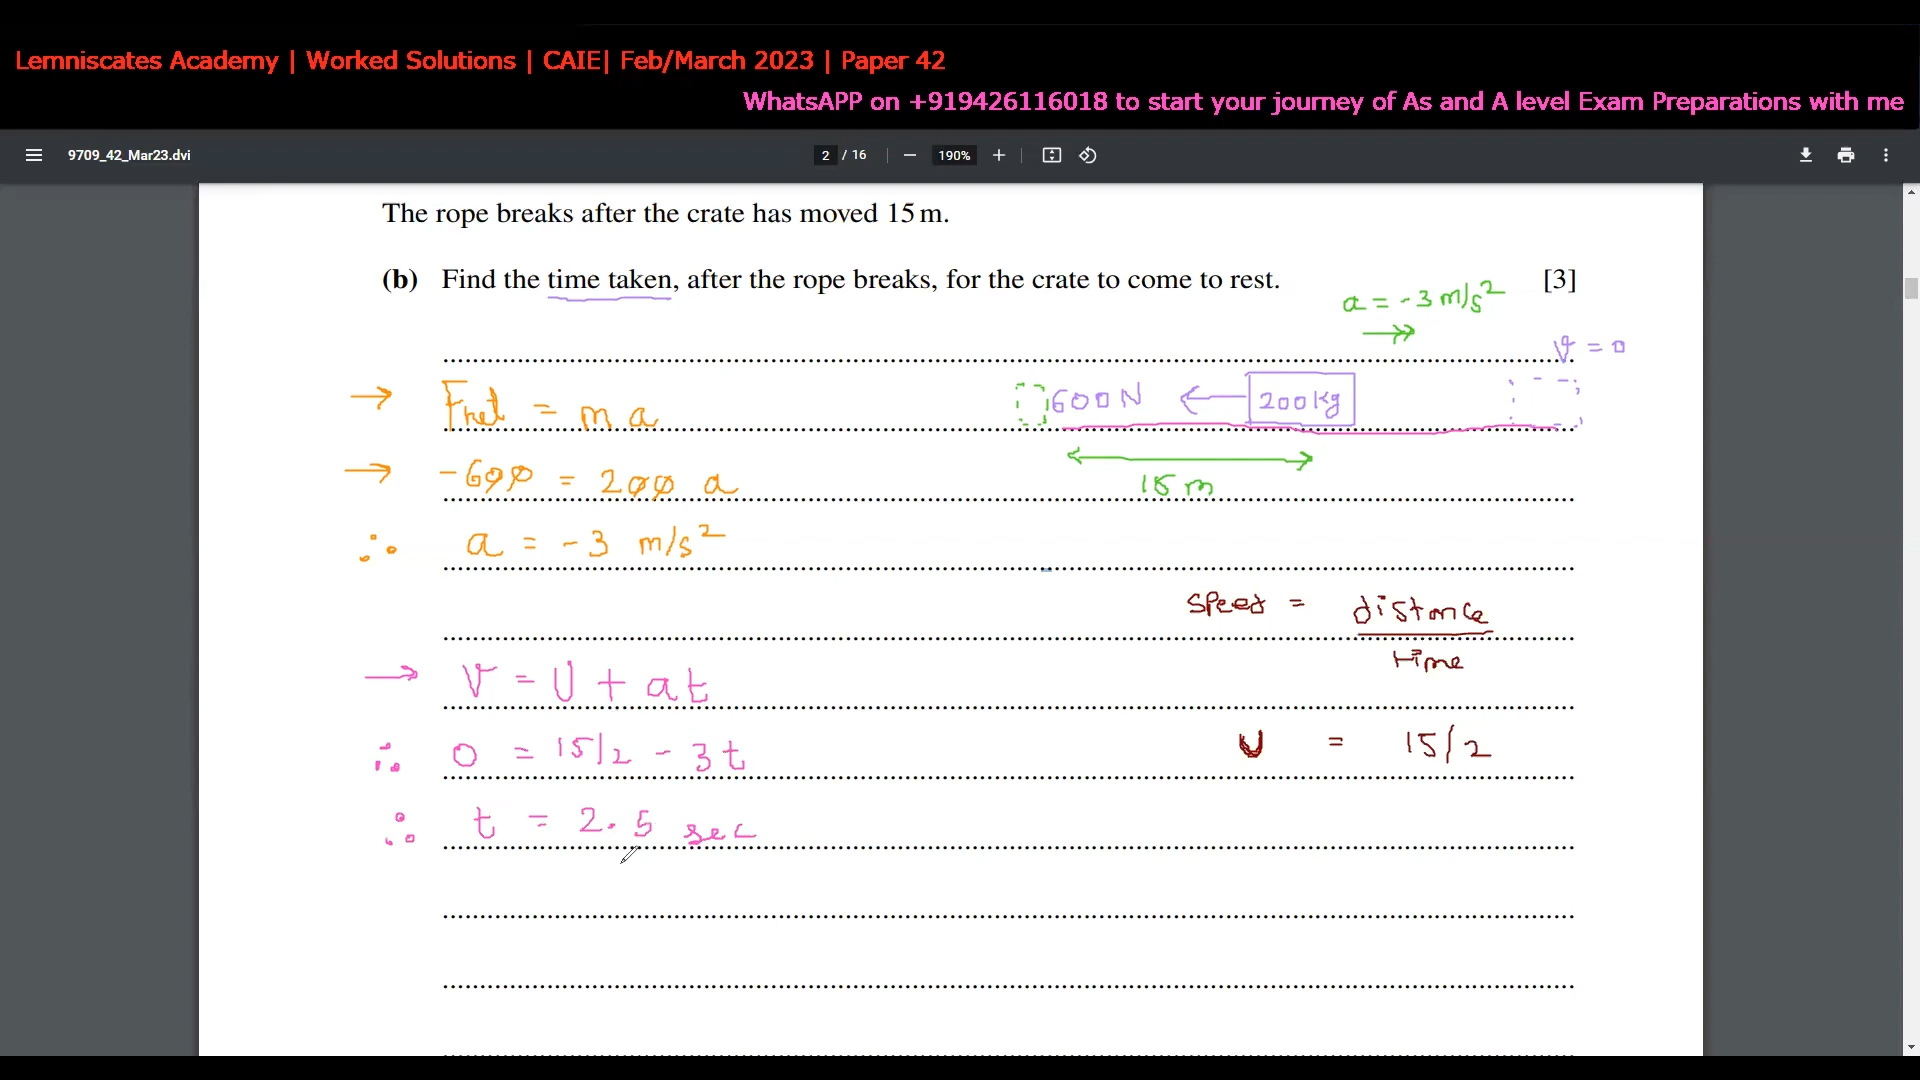 Lemniscates Academy | Worked Solutions | CAIE| Feb/March 2023 | Paper 42
WhatsAPP on +919426116018 to start your journey of As and A level Exam Preparations with me
9709_42_Mar23.dvi
2 / 16
190%
The rope breaks after the crate has moved 15 m.
(b) Find the time taken, after the rope breaks, for the crate to come to rest. [3]
a = -3 m/s²
v = 0
→ Fnet = m a
600 N
200 Kg
→ -600 = 200 a
15 m
∴ a = -3 m/s²
Speed = distance
time
→ V = U + at
∴ 0 = 15/2 - 3t
U = 15/2
∴ t = 2.5 sec